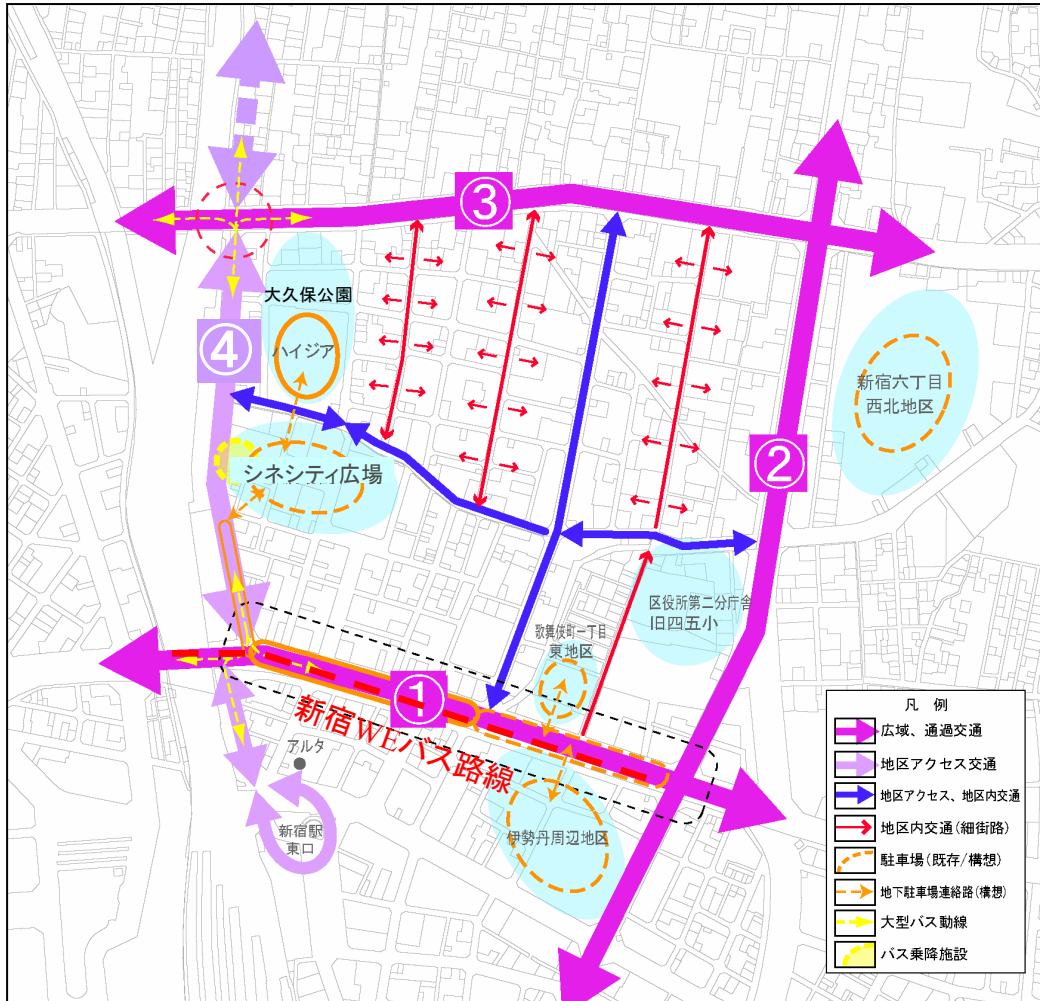 ③
大久保公園
④
ハイジア
新宿六丁目
西北地区
②
シネシティ広場
区役所第二分庁舎
旧四五小
歌舞伎町一丁目
東地区
①
新宿WEバス路線
アルタ
新宿駅
東口
伊勢丹周辺地区
凡 例
広域、通過交通
地区アクセス交通
地区アクセス、地区内交通
地区内交通(細街路)
駐車場(既存/構想)
地下駐車場連絡路(構想)
大型バス動線
バス乗降施設